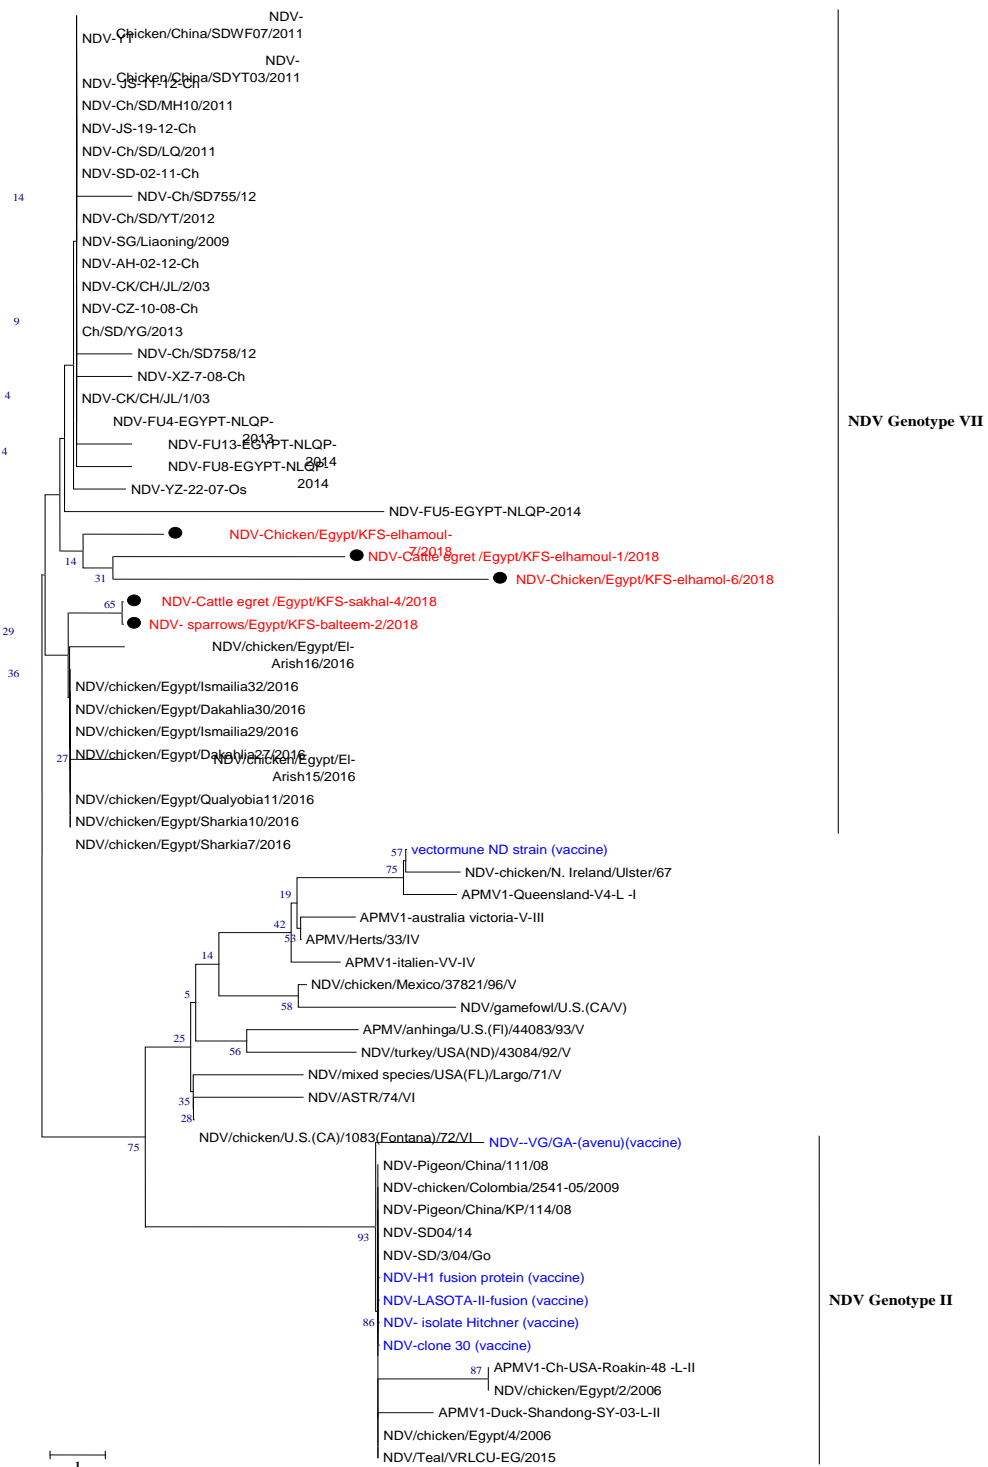 NDV-
Chicken/China/SDWF07/2011
NDV-YT
NDV-
Chicken/China/SDYT03/2011
NDV- JS-11-12-Ch
NDV-Ch/SD/MH10/2011
NDV-JS-19-12-Ch
NDV-Ch/SD/LQ/2011
NDV-SD-02-11-Ch
14
NDV-Ch/SD755/12
NDV-Ch/SD/YT/2012
NDV-SG/Liaoning/2009
NDV-AH-02-12-Ch
NDV-CK/CH/JL/2/03
NDV-CZ-10-08-Ch
9
Ch/SD/YG/2013
NDV-Ch/SD758/12
NDV-XZ-7-08-Ch
4
NDV-CK/CH/JL/1/03
NDV Genotype VII
NDV-FU4-EGYPT-NLQP-
2013
NDV-FU13-EGYPT-NLQP-
2014
4
NDV-FU8-EGYPT-NLQP-
2014
NDV-YZ-22-07-Os
NDV-FU5-EGYPT-NLQP-2014
NDV-Chicken/Egypt/KFS-elhamoul-
7/2018
14
NDV-Cattle egret /Egypt/KFS-elhamoul-1/2018
31
NDV-Chicken/Egypt/KFS-elhamol-6/2018
65
NDV-Cattle egret /Egypt/KFS-sakhal-4/2018
NDV- sparrows/Egypt/KFS-balteem-2/2018
29
NDV/chicken/Egypt/El-
Arish16/2016
36
NDV/chicken/Egypt/Ismailia32/2016
NDV/chicken/Egypt/Dakahlia30/2016
NDV/chicken/Egypt/Ismailia29/2016
NDV/chicken/Egypt/Dakahlia27/2016
27
NDV/chicken/Egypt/El-
Arish15/2016
NDV/chicken/Egypt/Qualyobia11/2016
NDV/chicken/Egypt/Sharkia10/2016
NDV/chicken/Egypt/Sharkia7/2016
57
vectormune ND strain (vaccine)
75
NDV-chicken/N. Ireland/Ulster/67
19
APMV1-Queensland-V4-L -I
APMV1-australia victoria-V-III
42
53
APMV/Herts/33/IV
14
APMV1-italien-VV-IV
NDV/chicken/Mexico/37821/96/V
5
58
NDV/gamefowl/U.S.(CA/V)
APMV/anhinga/U.S.(Fl)/44083/93/V
25
56
NDV/turkey/USA(ND)/43084/92/V
NDV/mixed species/USA(FL)/Largo/71/V
35
NDV/ASTR/74/VI
28
NDV/chicken/U.S.(CA)/1083(Fontana)/72/VI
75
NDV--VG/GA-(avenu)(vaccine)
NDV-Pigeon/China/111/08
NDV-chicken/Colombia/2541-05/2009
NDV-Pigeon/China/KP/114/08
93
NDV-SD04/14
NDV-SD/3/04/Go
NDV-H1 fusion protein (vaccine)
NDV-LASOTA-II-fusion (vaccine)
NDV Genotype II
86
NDV- isolate Hitchner (vaccine)
NDV-clone 30 (vaccine)
87
APMV1-Ch-USA-Roakin-48 -L-II
NDV/chicken/Egypt/2/2006
APMV1-Duck-Shandong-SY-03-L-II
NDV/chicken/Egypt/4/2006
NDV/Teal/VRLCU-EG/2015
1